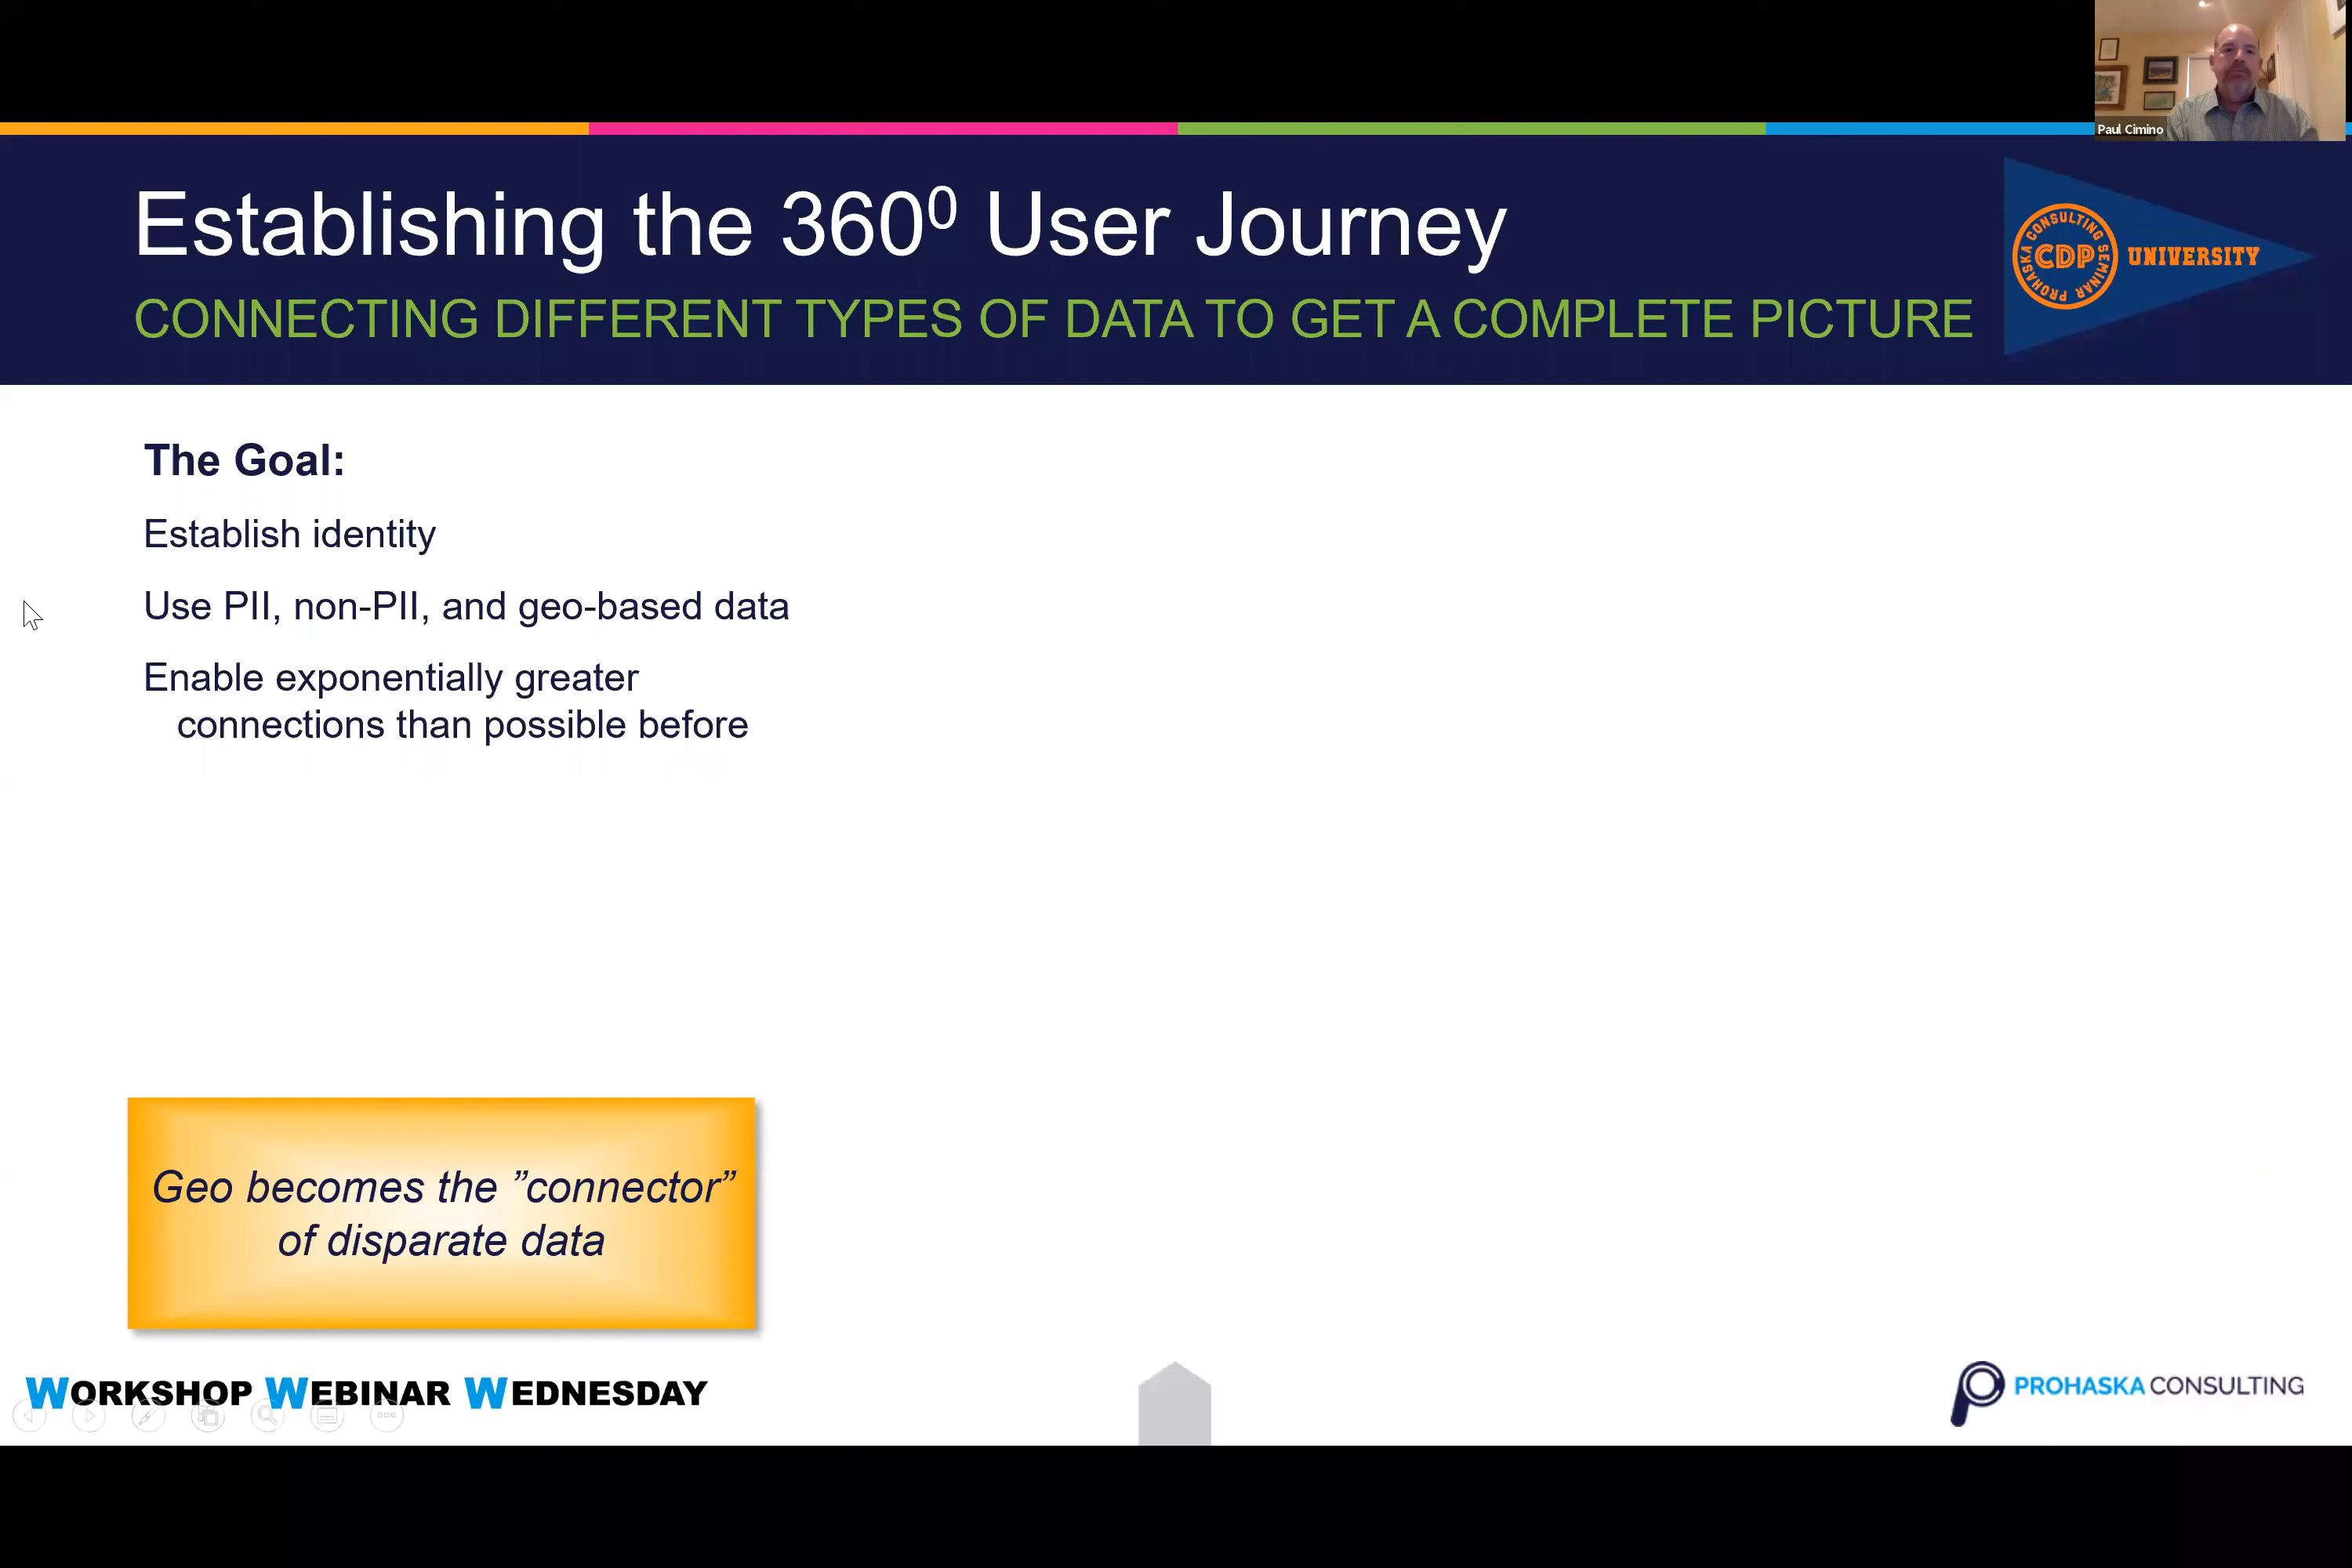 Paul Cimino
Establishing the 360⁰ User Journey
CONNECTING DIFFERENT TYPES OF DATA TO GET A COMPLETE PICTURE
PROHASKA CONSULTING SEMINAR
CDP
UNIVERSITY
The Goal:
Establish identity
Use PII, non-PII, and geo-based data
Enable exponentially greater
connections than possible before
Geo becomes the ”connector”
of disparate data
WORKSHOP WEBINAR WEDNESDAY
PROHASKA CONSULTING